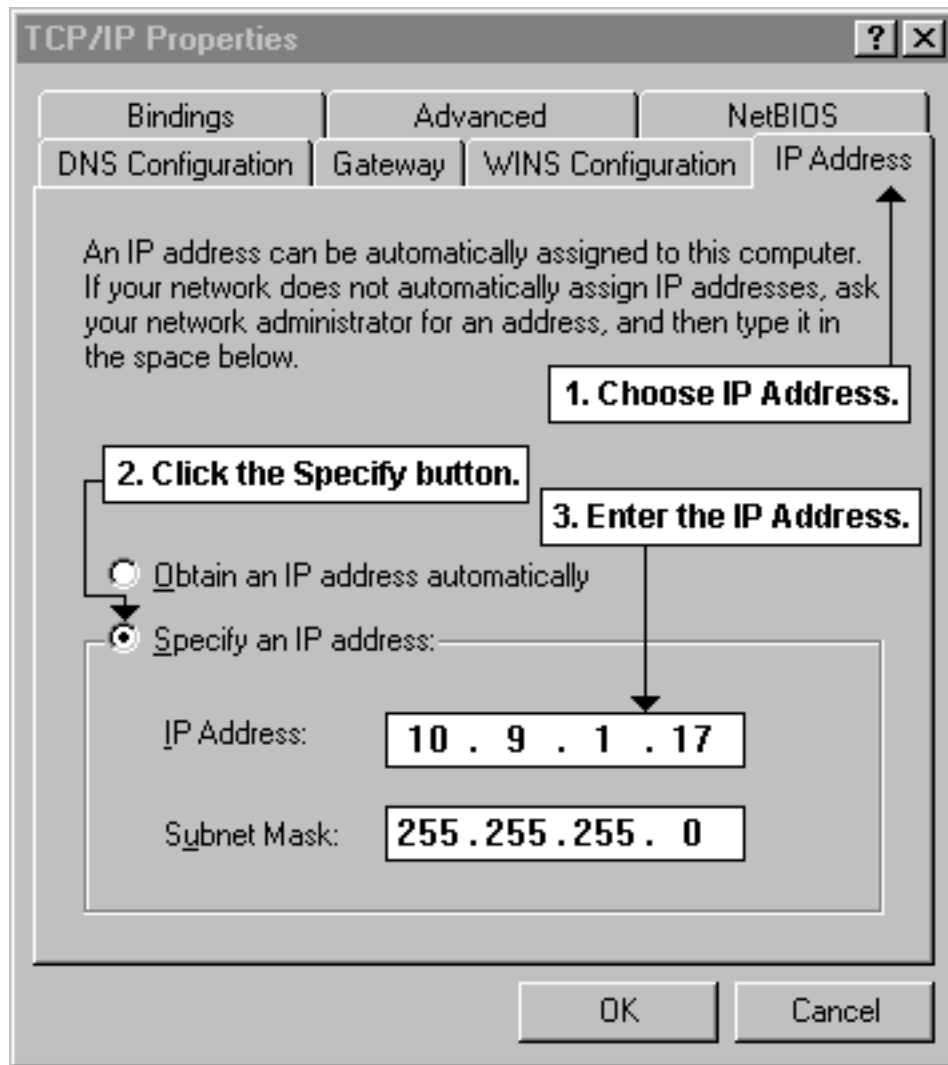 TCP/IP Properties
Bindings
Advanced
NetBIOS
DNS Configuration
Gateway
WINS Configuration
IP Address
An IP address can be automatically assigned to this computer.
If your network does not automatically assign IP addresses, ask
your network administrator for an address, and then type it in
the space below.
1. Choose IP Address.
2. Click the Specify button.
3. Enter the IP Address.
Obtain an IP address automatically
Specify an IP address:
IP Address:
10 . 9 . 1 . 17
Subnet Mask:
255 . 255 . 255 . 0
OK
Cancel